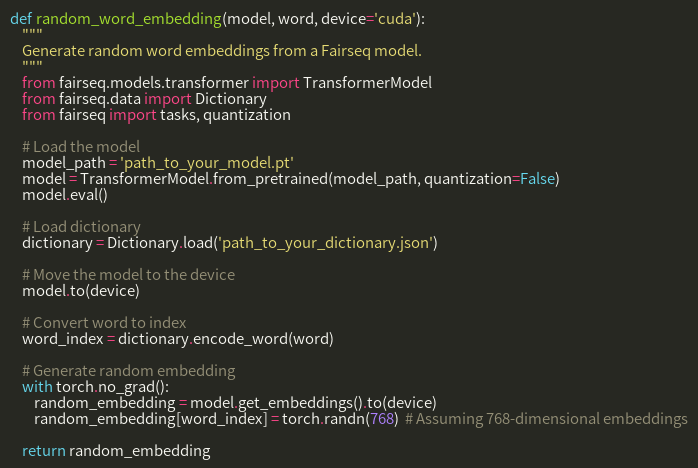 def random_word_embedding(model, word, device='cuda'):
"""
Generate random word embeddings from a Fairseq model.
"""
from fairseq.models.transformer import TransformerModel
from fairseq.data import Dictionary
from fairseq import tasks, quantization
# Load the model
model_path = 'path_to_your_model.pt'
model = TransformerModel.from_pretrained(model_path, quantization=False)
model.eval()
# Load dictionary
dictionary = Dictionary.load('path_to_your_dictionary.json')
# Move the model to the device
model.to(device)
# Convert word to index
word_index = dictionary.encode_word(word)
# Generate random embedding
with torch.no_grad():
random_embedding = model.get_embeddings().to(device)
random_embedding[word_index] = torch.randn(768)  # Assuming 768-dimensional embeddings
return random_embedding